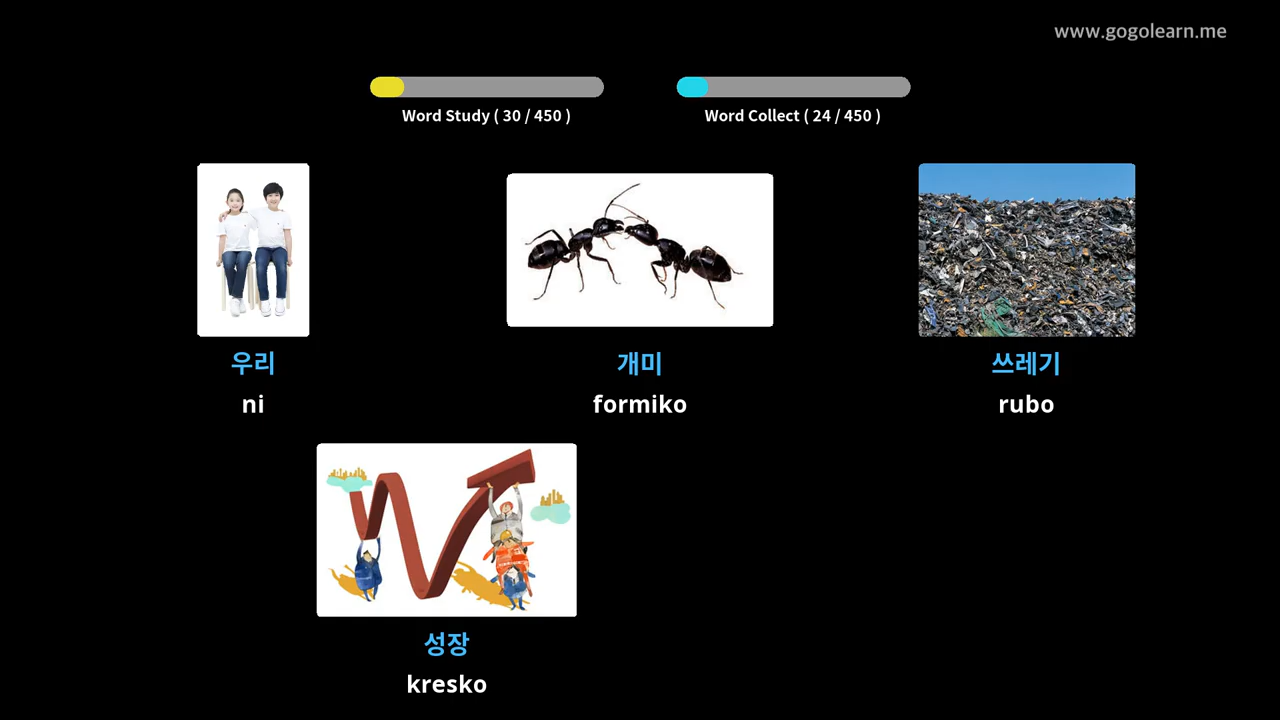 www.gogolearn.me
Word Study ( 30 / 450 )
Word Collect ( 24 / 450 )
우리
ni
개미
formiko
쓰레기
rubo
성장
kresko